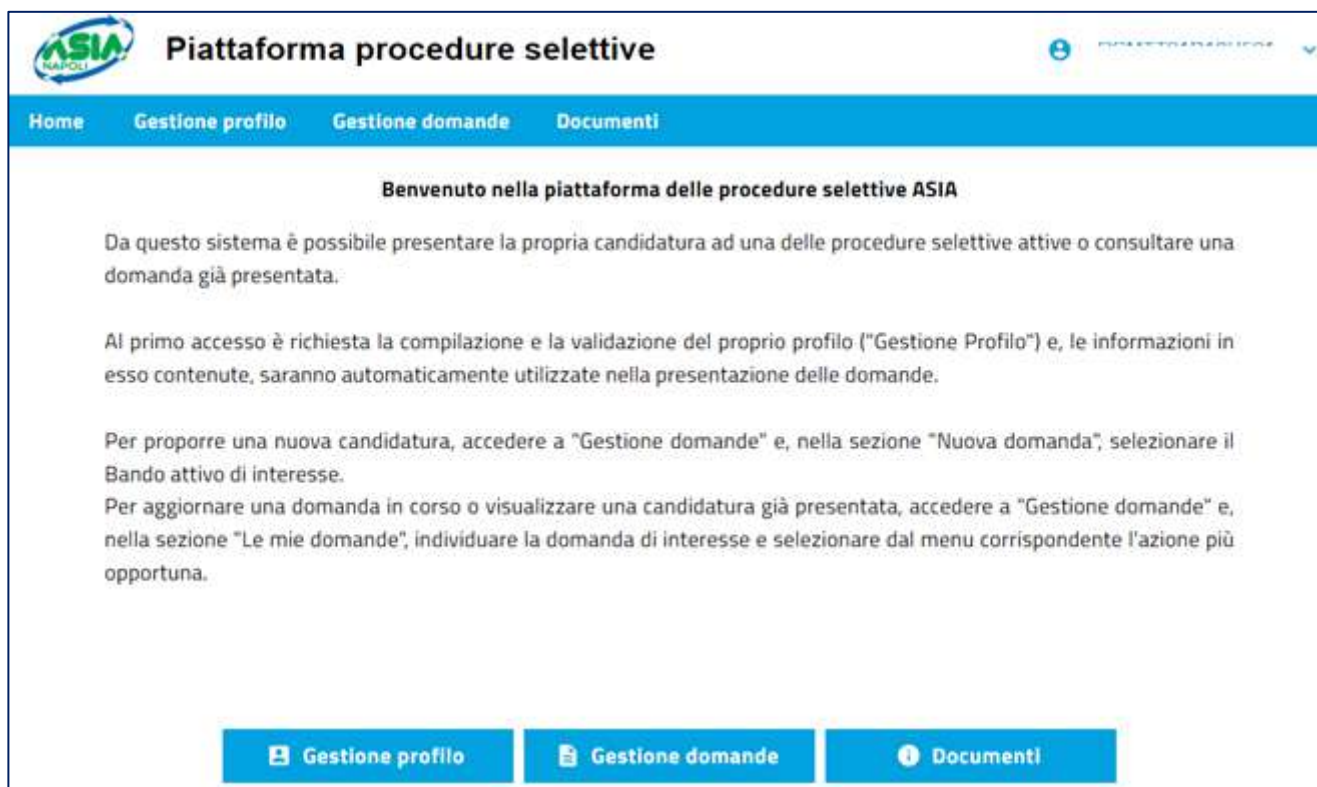 ASIA
NAPOLI
Piattaforma procedure selettive
Home Gestione profilo Gestione domande Documenti
Benvenuto nella piattaforma delle procedure selettive ASIA
Da questo sistema è possibile presentare la propria candidatura ad una delle procedure selettive attive o consultare una
domanda già presentata.
Al primo accesso è richiesta la compilazione e la validazione del proprio profilo ("Gestione Profilo") e, le informazioni in
esso contenute, saranno automaticamente utilizzate nella presentazione delle domande.
Per proporre una nuova candidatura, accedere a "Gestione domande" e, nella sezione "Nuova domanda", selezionare il
Bando attivo di interesse.
Per aggiornare una domanda in corso o visualizzare una candidatura già presentata, accedere a "Gestione domande" e,
nella sezione "Le mie domande", individuare la domanda di interesse e selezionare dal menu corrispondente l'azione più
opportuna.
Gestione profilo Gestione domande Documenti